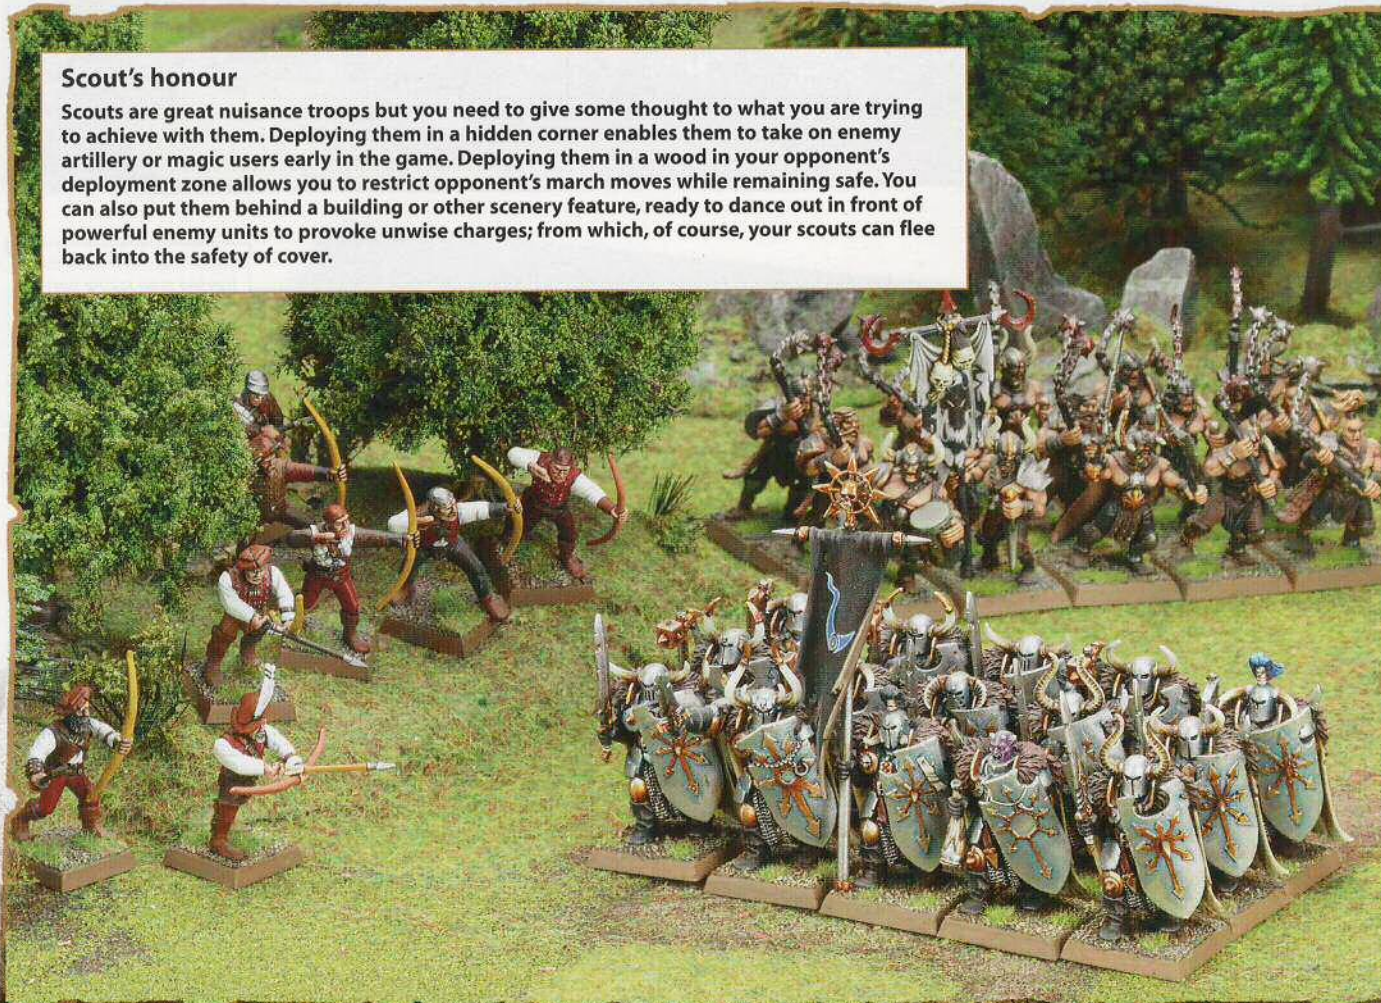 Scout's honour
Scouts are great nuisance troops but you need to give some thought to what you are trying
to achieve with them. Deploying them in a hidden corner enables them to take on enemy
artillery or magic users early in the game. Deploying them in a wood in your opponent's
deployment zone allows you to restrict opponent's march moves while remaining safe. You
can also put them behind a building or other scenery feature, ready to dance out in front of
powerful enemy units to provoke unwise charges; from which, of course, your scouts can flee
back into the safety of cover.